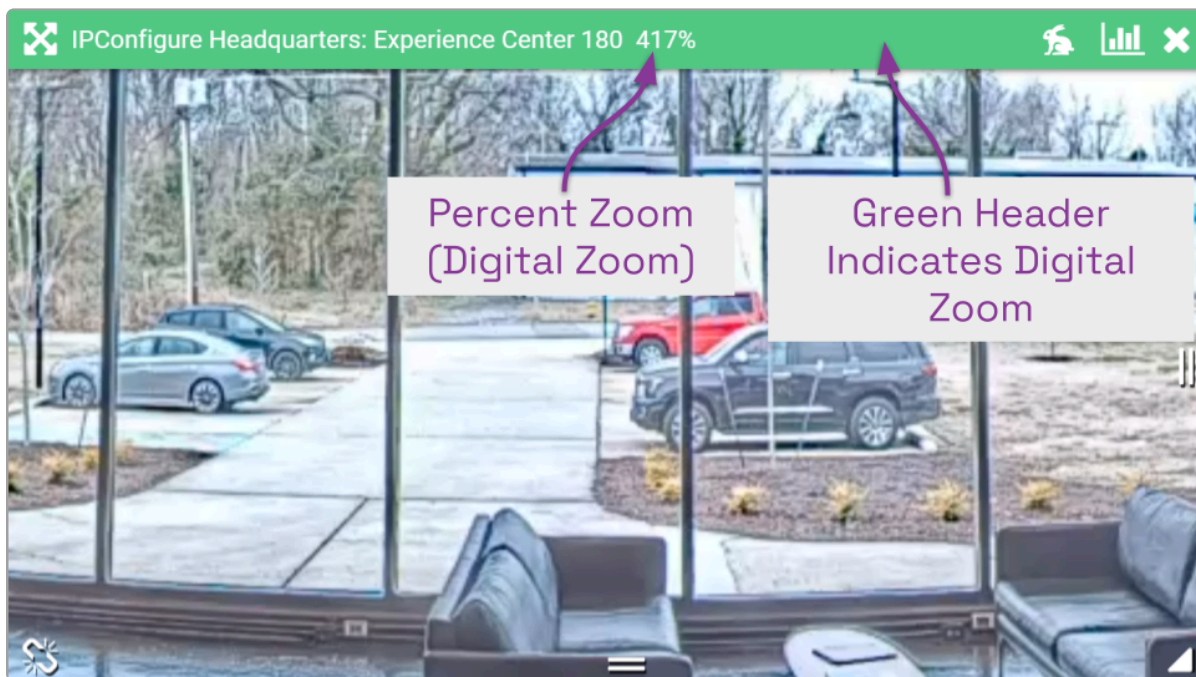 IPConfigure Headquarters: Experience Center 180 417%
Percent Zoom
(Digital Zoom)
Green Header
Indicates Digital
Zoom